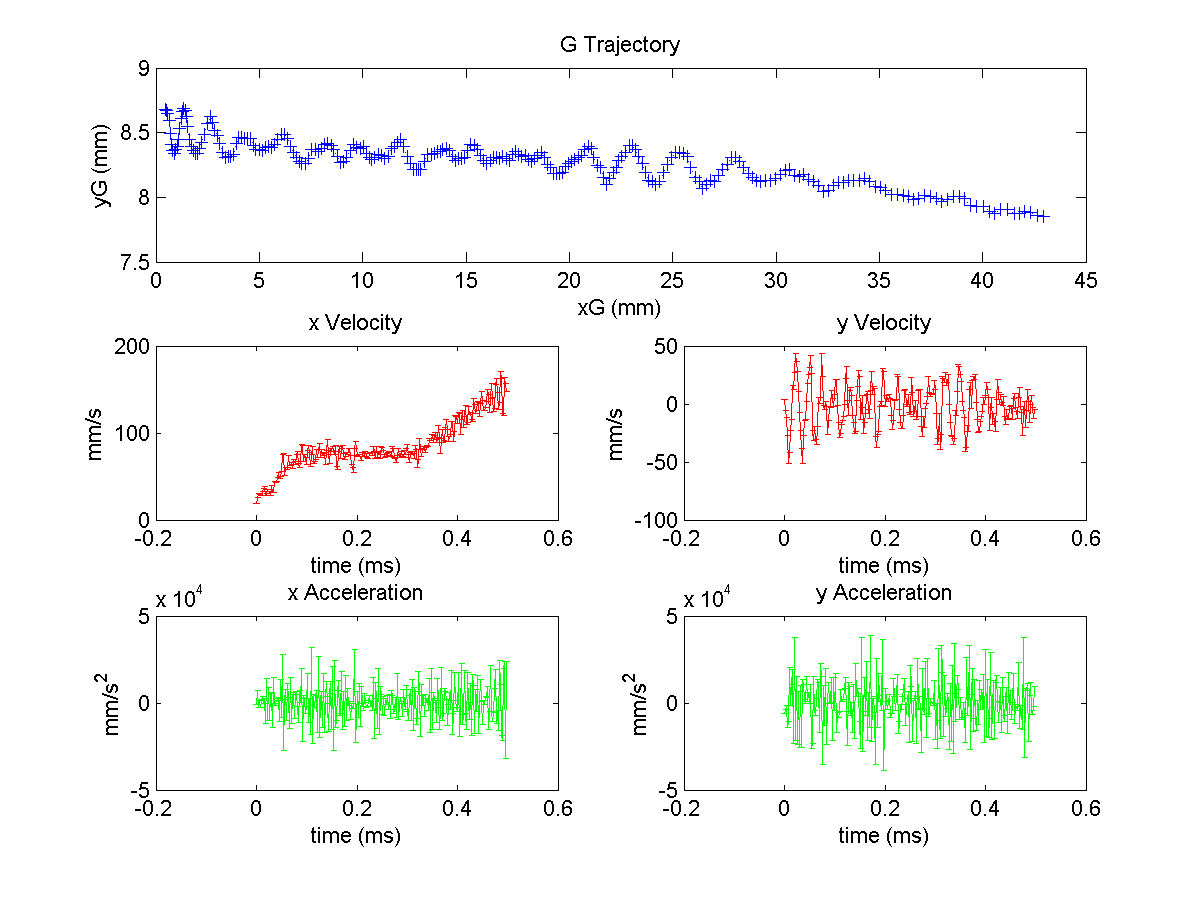 G Trajectory
9
8.5
8
7.5
yG (mm)
0 5 10 15 20 25 30 35 40 45
xG (mm)
x Velocity
200
100
0
mm/s
-0.2 0 0.2 0.4 0.6
time (ms)
y Velocity
50
0
-50
-100
mm/s
-0.2 0 0.2 0.4 0.6
time (ms)
x Acceleration
x 10^4
5
0
-5
mm/s^2
-0.2 0 0.2 0.4 0.6
time (ms)
y Acceleration
x 10^4
5
0
-5
mm/s^2
-0.2 0 0.2 0.4 0.6
time (ms)